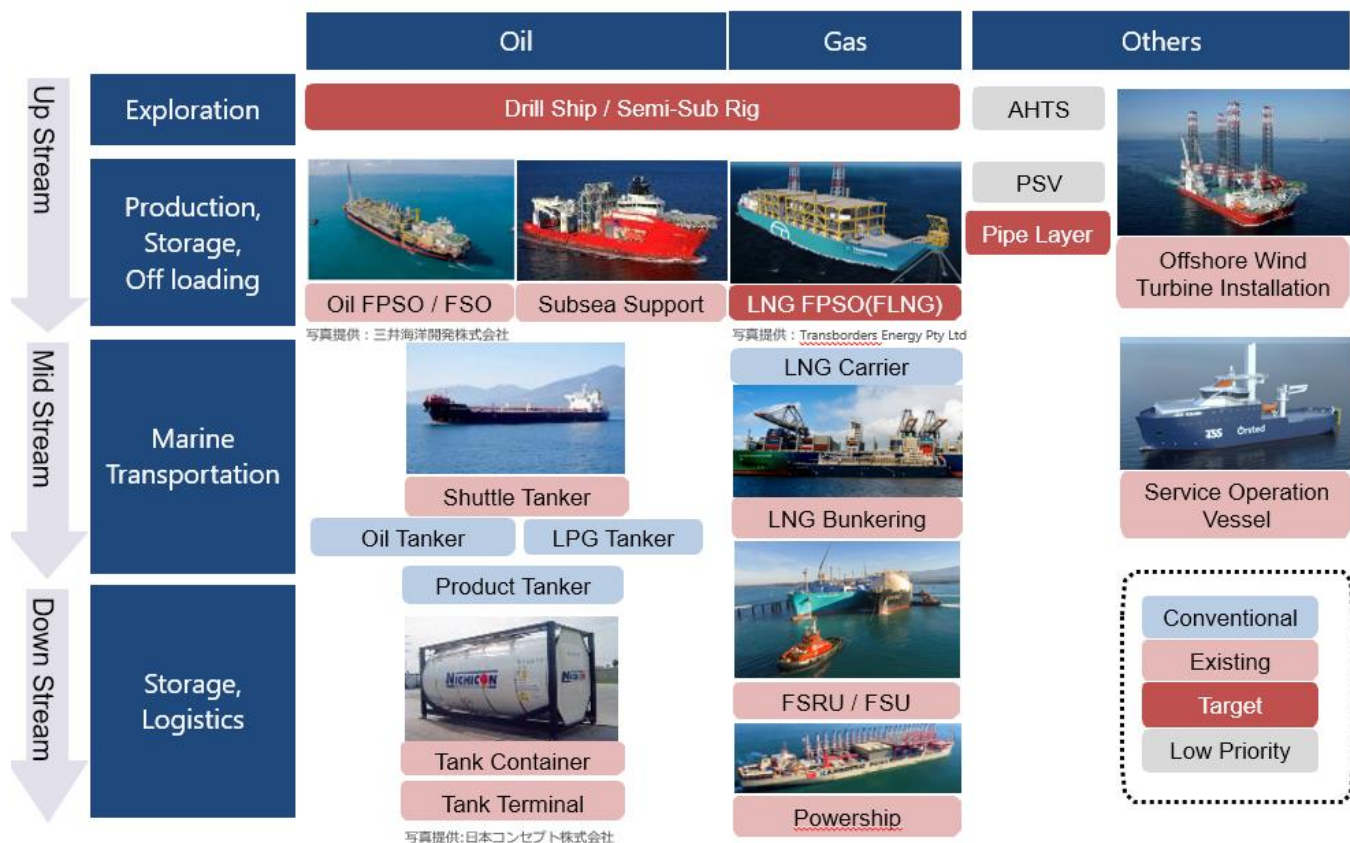 Oil
Gas
Others
Up Stream
Exploration
Drill Ship / Semi-Sub Rig
AHTS
Production,
Storage,
Off loading
PSV
Pipe Layer
Oil FPSO / FSO
Subsea Support
LNG FPSO(FLNG)
Offshore Wind
Turbine Installation
写真提供：三井海洋開発株式会社
写真提供：Transborders Energy Pty Ltd
Mid Stream
Marine
Transportation
LNG Carrier
Shuttle Tanker
LNG Bunkering
ZSS Orsted
Service Operation
Vessel
Oil Tanker
LPG Tanker
Product Tanker
Down Stream
Storage,
Logistics
NICHICON
FSRU / FSU
Tank Container
Tank Terminal
Powership
写真提供:日本コンセプト株式会社
Conventional
Existing
Target
Low Priority